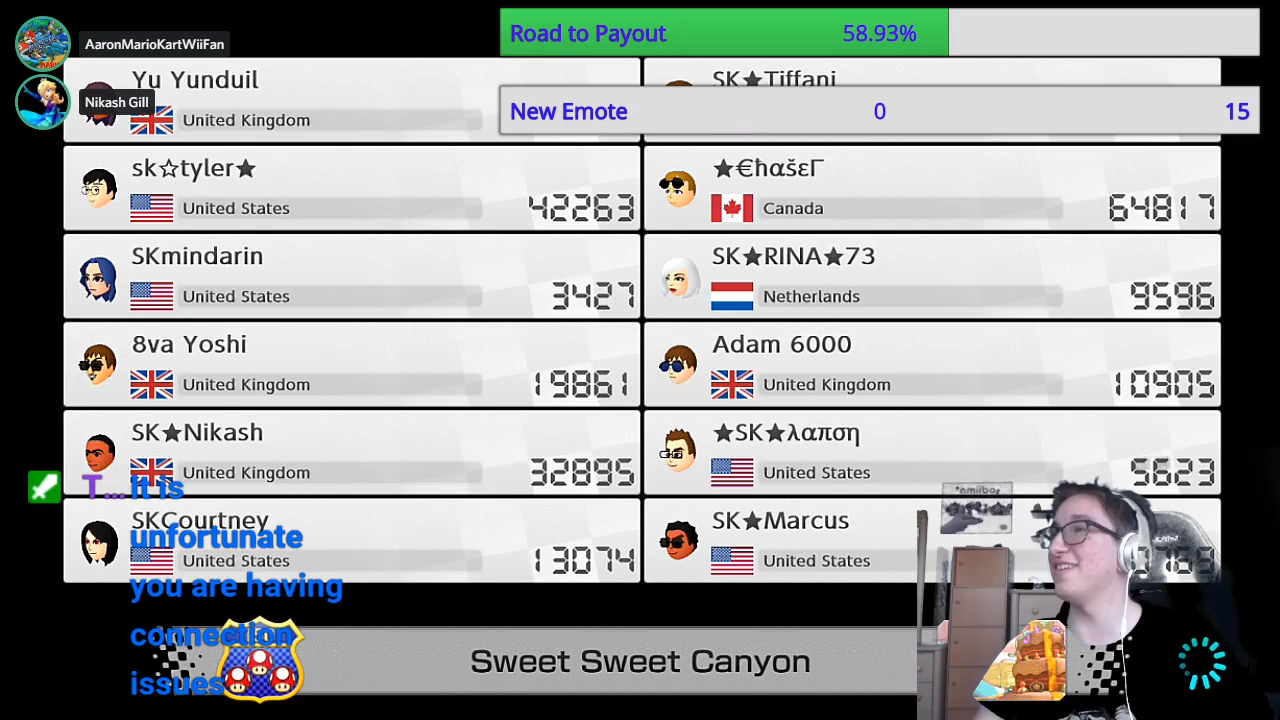 AaronMarioKartWiiFan
Nikash Gill
Road to Payout 58.93%
New Emote 0 15
Yu Yunduil
United Kingdom
SK★Tiffani
sk☆tyler★
United States 42263
★€ħαšεΓ
Canada 64817
SKmindarin
United States 3427
SK★RINA★73
Netherlands 9596
8va Yoshi
United Kingdom 19861
Adam 6000
United Kingdom 10905
SK★Nikash
United Kingdom 32895
★SK★λαπση
United States 5623
SKCourtney
United States 13074
SK★Marcus
United States
T... it is
unfortunate
you are having
connection
issues
*amiibo*
Sweet Sweet Canyon